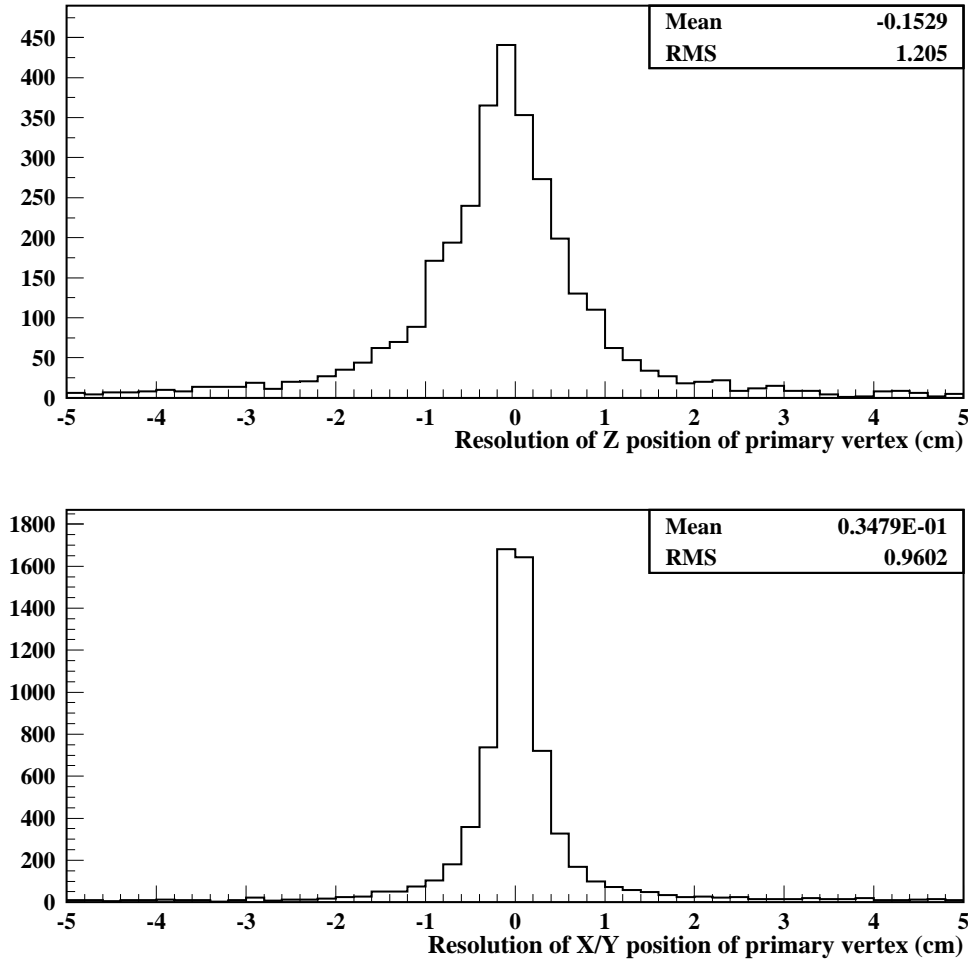 Mean -0.1529
RMS 1.205
450
400
350
300
250
200
150
100
50
0
-5 -4 -3 -2 -1 0 1 2 3 4 5
Resolution of Z position of primary vertex (cm)
Mean 0.3479E-01
RMS 0.9602
1800
1600
1400
1200
1000
800
600
400
200
0
-5 -4 -3 -2 -1 0 1 2 3 4 5
Resolution of X/Y position of primary vertex (cm)